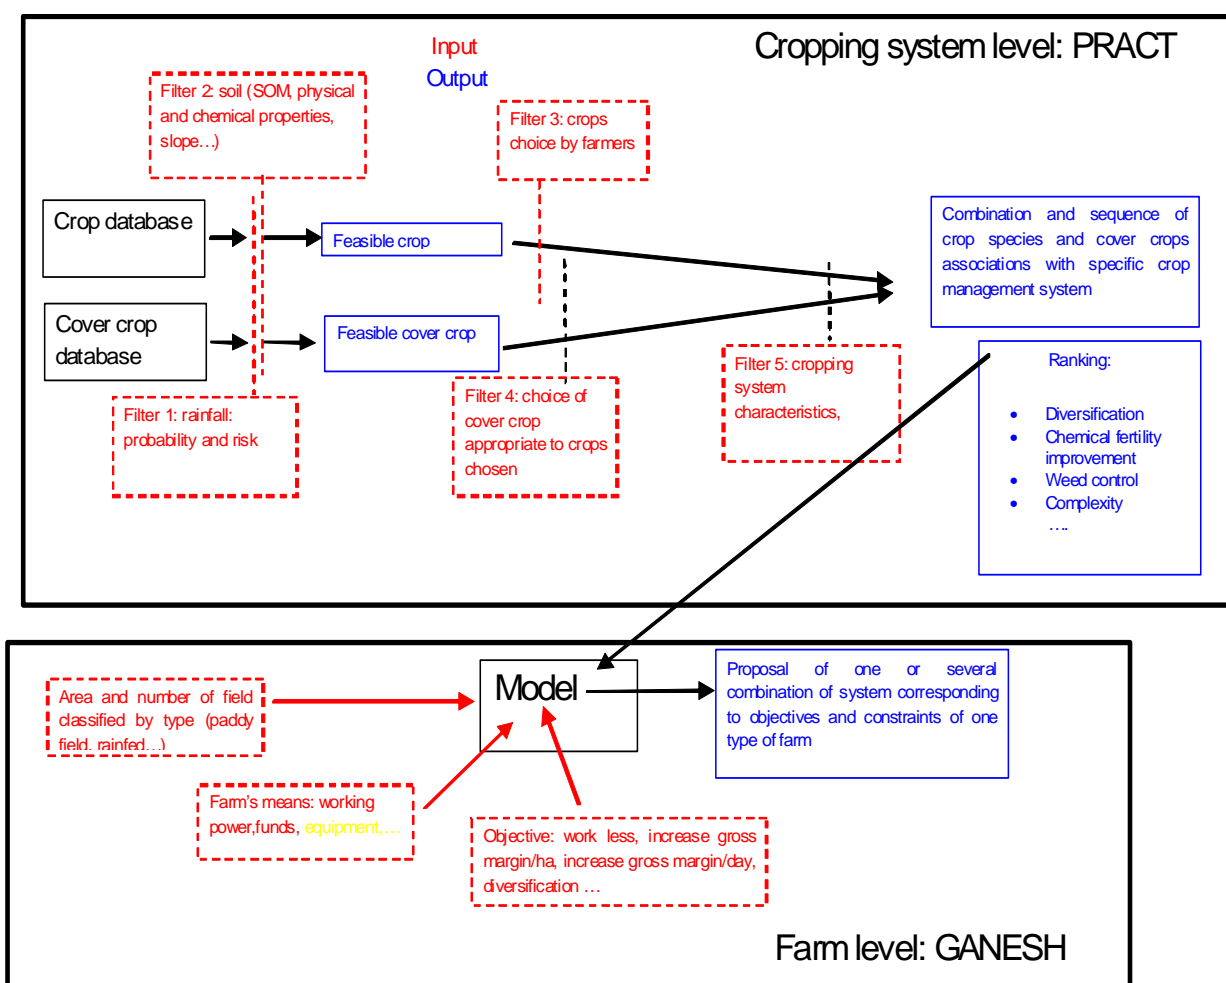 Cropping system level: PRACT
Input
Output
Filter 2: soil (SOM, physical
and chemical properties,
slope…)
Filter 3: crops
choice by farmers
Crop database
Feasible crop
Cover crop
database
Feasible cover crop
Combination and sequence of
crop species and cover crops
associations with specific crop
management system
Filter 1: rainfall:
probability and risk
Filter 4: choice of
cover crop
appropriate to crops
chosen
Filter 5: cropping
system
characteristics,
Ranking:
• Diversification
• Chemical fertility
improvement
• Weed control
• Complexity
….
Area and number of field
classified by type (paddy
field, rainfed…)
Model
Proposal of one or several
combination of system corresponding
to objectives and constraints of one
type of farm
Farm's means: working
power,funds, equipment,…
Objective: work less, increase gross
margin/ha, increase gross margin/day,
diversification …
Farm level: GANESH